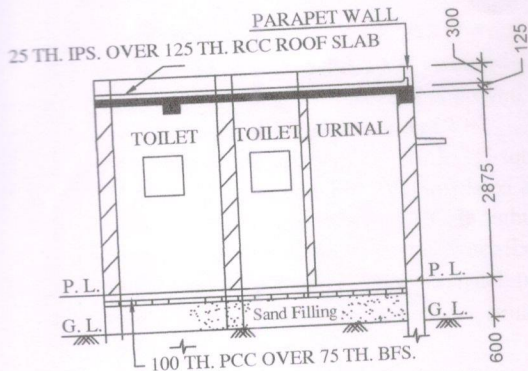 PARAPET WALL
25 TH. IPS. OVER 125 TH. RCC ROOF SLAB
300
125
TOILET
TOILET
URINAL
2875
P. L.
P. L.
Sand Filling
G. L.
G. L.
600
100 TH. PCC OVER 75 TH. BFS.